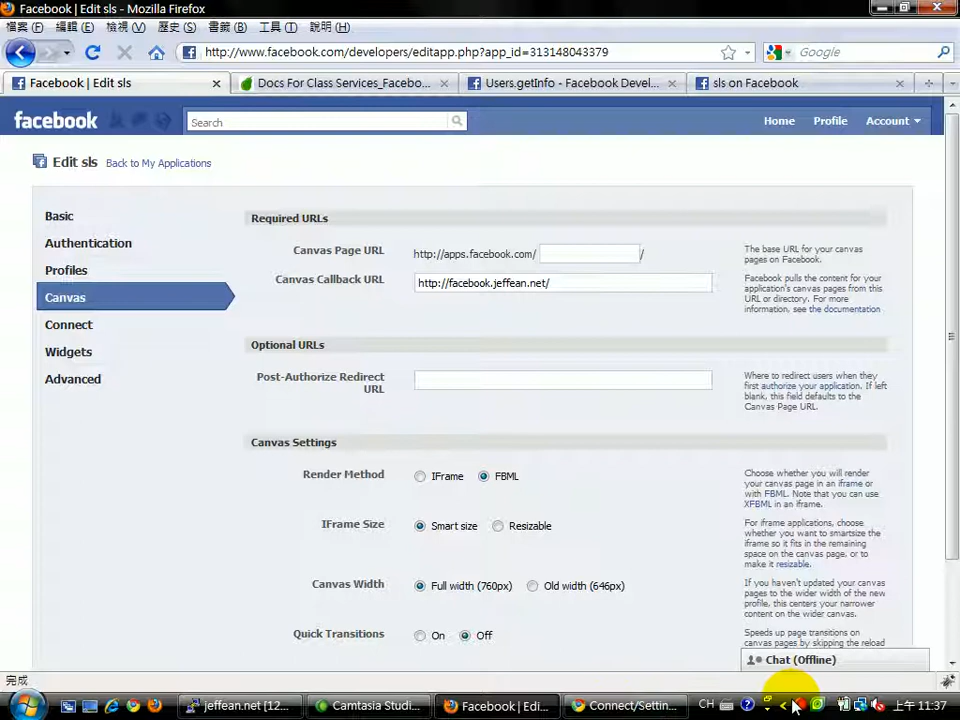 Facebook | Edit sls - Mozilla Firefox
檔案(F) 編輯(E) 檢視(V) 歷史(S) 書籤(B) 工具(T) 說明(H)
http://www.facebook.com/developers/editapp.php?app_id=313148043379
Google
Facebook | Edit sls
Docs For Class Services_Facebo...
Users.getInfo - Facebook Devel...
sls on Facebook
facebook
Search
Home Profile Account
Edit sls Back to My Applications
Basic
Authentication
Profiles
Canvas
Connect
Widgets
Advanced
Required URLs
Canvas Page URL http://apps.facebook.com/ /
The base URL for your canvas
pages on Facebook.
Canvas Callback URL http://facebook.jeffean.net/
Facebook pulls the content for your
application's canvas pages from this
URL or directory. For more
information, see the documentation
Optional URLs
Post-Authorize Redirect
URL
Where to redirect users when they
first authorize your application. If left
blank, this field defaults to the
Canvas Page URL.
Canvas Settings
Render Method IFrame FBML
Choose whether you will render
your canvas page in an iframe or
with FBML. Note that you can use
XFBML in an iframe.
IFrame Size Smart size Resizable
For iframe applications, choose
whether you want to smartsize the
iframe so it fits in the remaining
space on the canvas page, or to
make it resizable.
Canvas Width Full width (760px) Old width (646px)
If you haven't updated your canvas
pages to the wider width of the new
profile, this centers your narrower
content on the wider canvas.
Quick Transitions On Off
Speeds up page transitions on
canvas pages by skipping the reload
Chat (Offline)
完成
jeffean.net [12...
Camtasia Studi...
Facebook | Edi...
Connect/Settin...
CH
上午 11:37